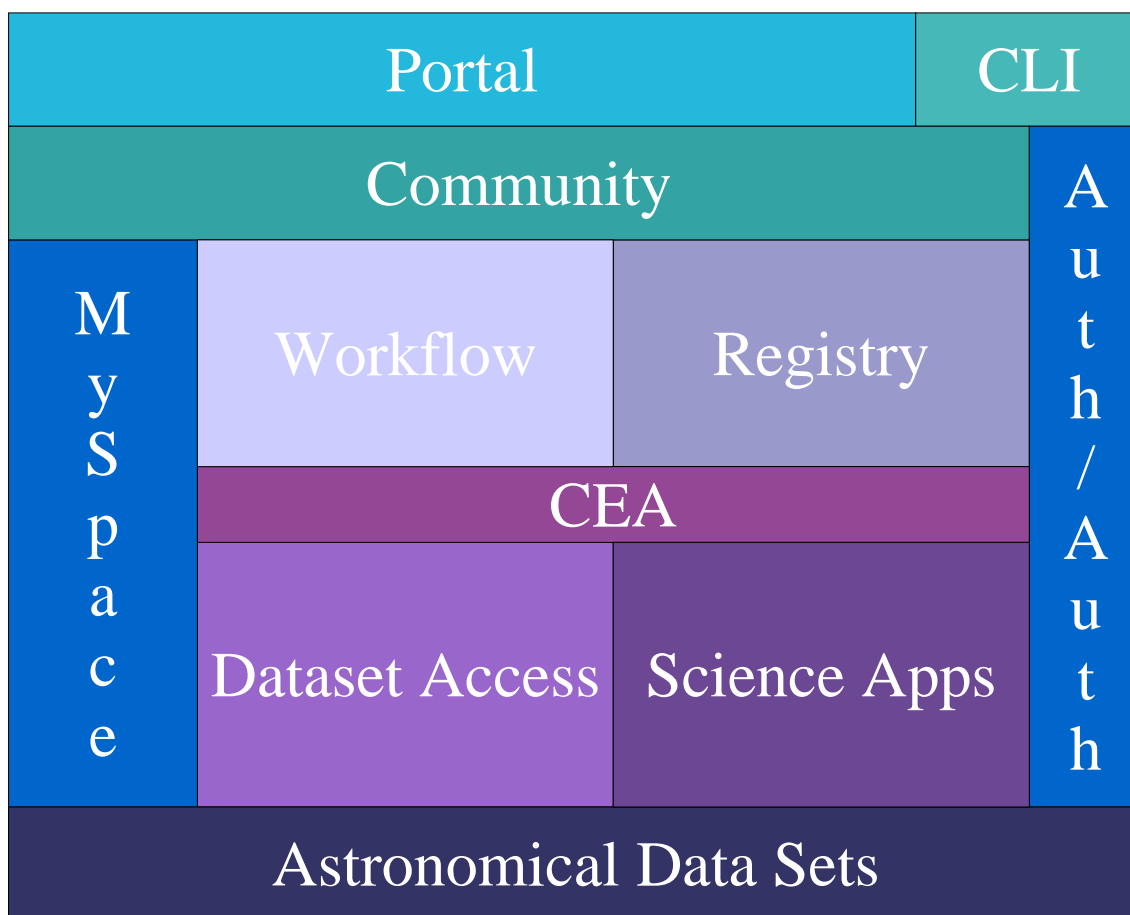 Portal
CLI
Community
Auth/Auth
MySpace
Workflow
Registry
CEA
Dataset Access
Science Apps
Astronomical Data Sets